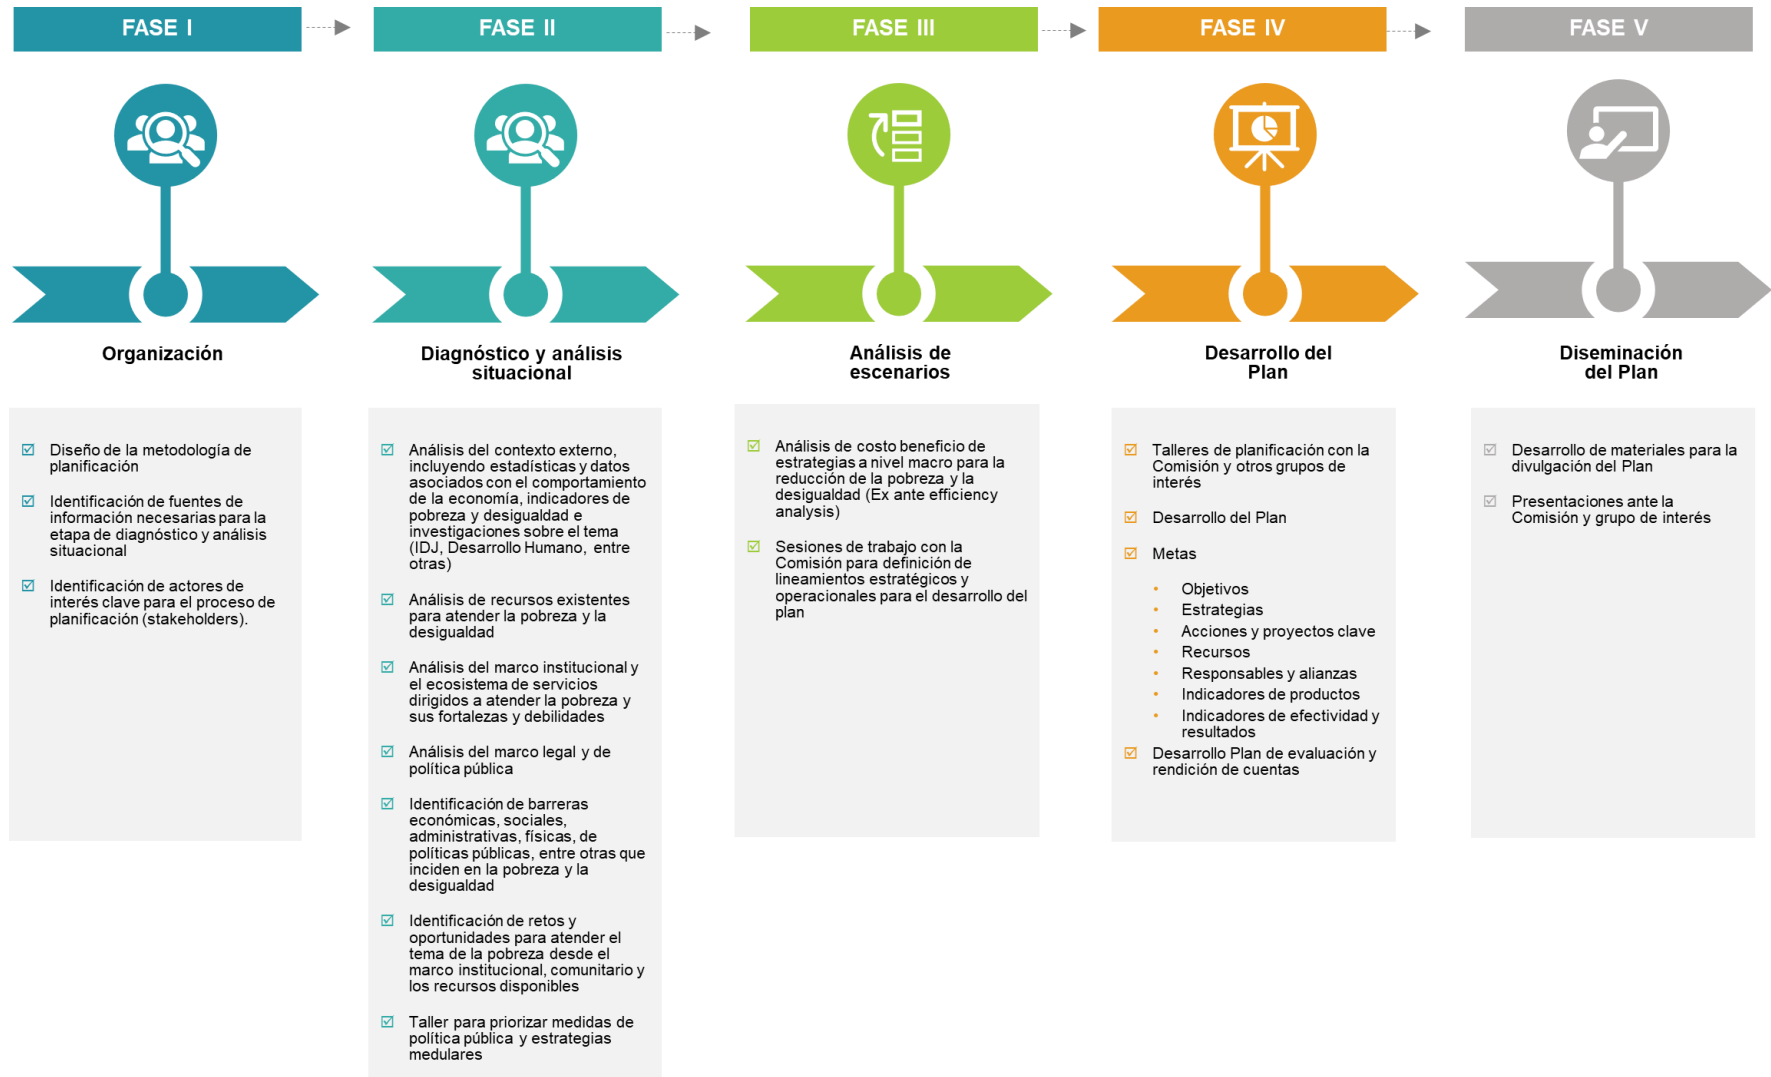 FASE I
FASE II
FASE III
FASE IV
FASE V
Organización
Diseño de la metodología de
planificación
Identificación de fuentes de
información necesarias para la
etapa de diagnóstico y análisis
situacional
Identificación de actores de
interés clave para el proceso de
planificación (stakeholders).
Diagnóstico y análisis
situacional
Análisis del contexto externo,
incluyendo estadísticas y datos
asociados con el comportamiento
de la economía, indicadores de
pobreza y desigualdad e
investigaciones sobre el tema
(IDJ, Desarrollo Humano, entre
otras)
Análisis de recursos existentes
para atender la pobreza y la
desigualdad
Análisis del marco institucional y
el ecosistema de servicios
dirigidos a atender la pobreza y
sus fortalezas y debilidades
Análisis del marco legal y de
política pública
Identificación de barreras
económicas, sociales,
administrativas, físicas, de
políticas públicas, entre otras que
inciden en la pobreza y la
desigualdad
Identificación de retos y
oportunidades para atender el
tema de la pobreza desde el
marco institucional, comunitario y
los recursos disponibles
Taller para priorizar medidas de
política pública y estrategias
medulares
Análisis de
escenarios
Análisis de costo beneficio de
estrategias a nivel macro para la
reducción de la pobreza y la
desigualdad (Ex ante efficiency
analysis)
Sesiones de trabajo con la
Comisión para definición de
lineamientos estratégicos y
operacionales para el desarrollo del
plan
Desarrollo del
Plan
Talleres de planificación con la
Comisión y otros grupos de
interés
Desarrollo del Plan
Metas
• Objetivos
• Estrategias
• Acciones y proyectos clave
• Recursos
• Responsables y alianzas
• Indicadores de productos
• Indicadores de efectividad y
resultados
Desarrollo Plan de evaluación y
rendición de cuentas
Diseminación
del Plan
Desarrollo de materiales para la
divulgación del Plan
Presentaciones ante la
Comisión y grupo de interés